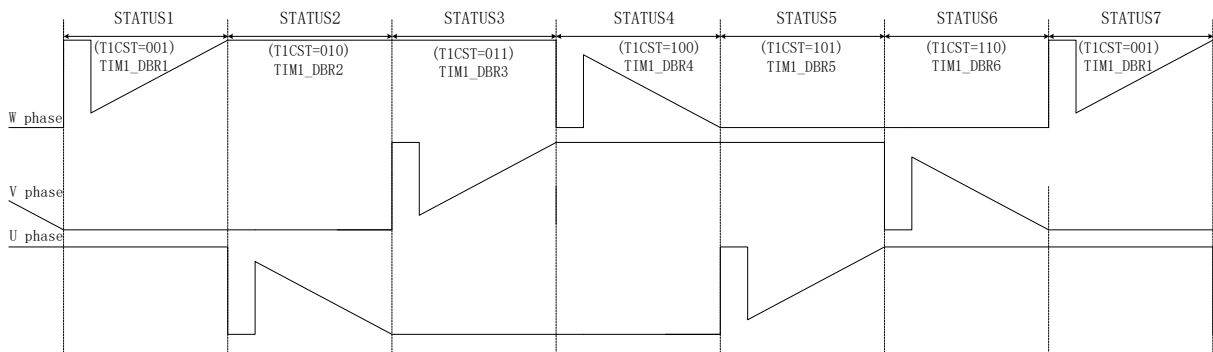 STATUS1 STATUS2 STATUS3 STATUS4 STATUS5 STATUS6 STATUS7
(T1CST=001) (T1CST=010) (T1CST=011) (T1CST=100) (T1CST=101) (T1CST=110) (T1CST=001)
TIM1_DBR1 TIM1_DBR2 TIM1_DBR3 TIM1_DBR4 TIM1_DBR5 TIM1_DBR6 TIM1_DBR1
W phase
V phase
U phase